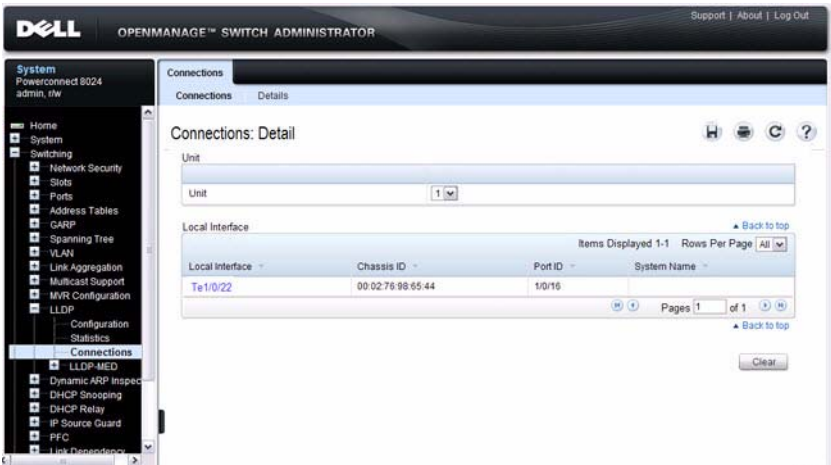 Support | About | Log Out
DELL OPENMANAGE™ SWITCH ADMINISTRATOR
System
Powerconnect 8024
admin, r/w
Home
System
Switching
Network Security
Slots
Ports
Address Tables
GARP
Spanning Tree
VLAN
Link Aggregation
Multicast Support
MVR Configuration
LLDP
Configuration
Statistics
Connections
LLDP-MED
Dynamic ARP Inspec
DHCP Snooping
DHCP Relay
IP Source Guard
PFC
Link Dependency
Connections
Connections Details
Connections: Detail
Unit
Unit 1
Local Interface Back to top
Items Displayed 1-1 Rows Per Page All
Local Interface Chassis ID Port ID System Name
Te1/0/22 00:02:76:98:65:44 1/0/16
Pages 1 of 1
Back to top
Clear